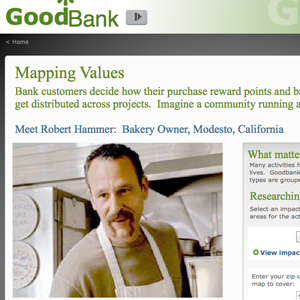 GoodBank
< Home
Mapping Values
Bank customers decide how their purchase reward points and
get distributed across projects. Imagine a community running a
Meet Robert Hammer: Bakery Owner, Modesto, California
What matte
Many activities h
lives. Goodbank
types are groupe
Researching
Select an impac
areas for the act
View impac
Enter your zip c
map to cover: